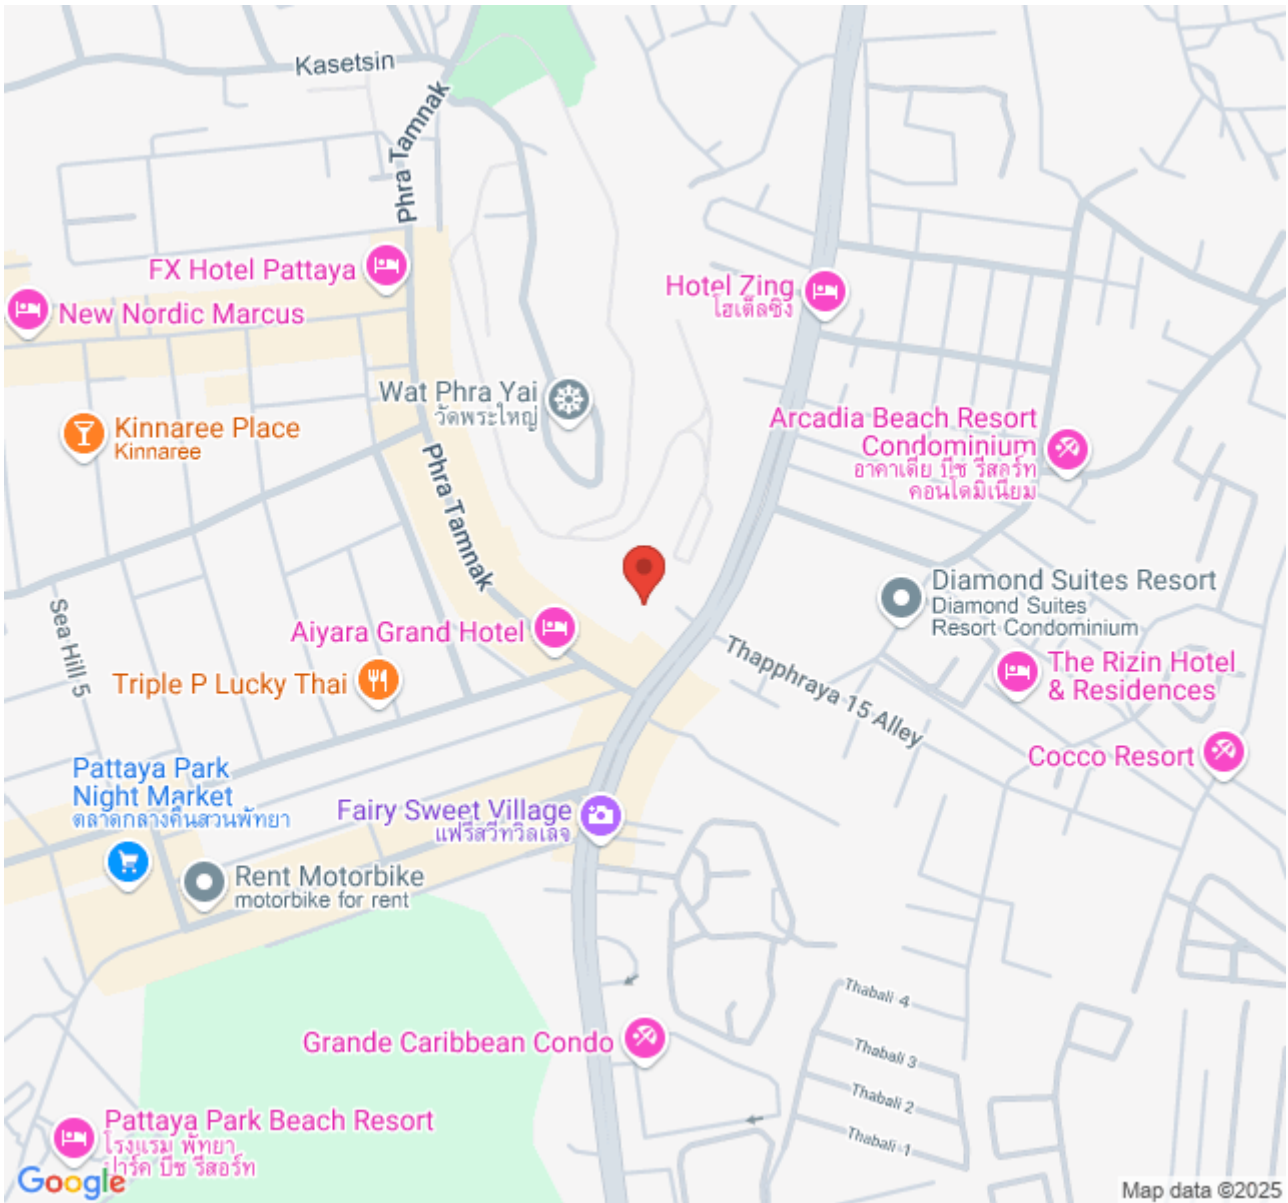 Kasetsin
Phra Tamnak
FX Hotel Pattaya
New Nordic Marcus
Hotel Zing
โฮเต็ลซิง
Wat Phra Yai
วัดพระใหญ่
Kinnaree Place
Kinnaree
Arcadia Beach Resort
Condominium
อาคาเดีย บีช รีสอร์ท
คอนโดมิเนียม
Phra Tamnak
Diamond Suites Resort
Diamond Suites
Resort Condominium
Sea Hill 5
Aiyara Grand Hotel
Triple P Lucky Thai
Thapphraya 15 Alley
The Rizin Hotel
& Residences
Cocco Resort
Pattaya Park
Night Market
ตลาดกลางคืนสวนพัทยา
Fairy Sweet Village
แฟรีสวีทวิลเลจ
Rent Motorbike
motorbike for rent
Thabali 4
Grande Caribbean Condo
Thabali 3
Thabali 2
Thabali 1
Pattaya Park Beach Resort
โรงแรม พัทยา
ปาร์ค บีช รีสอร์ท
Google
Map data ©2025